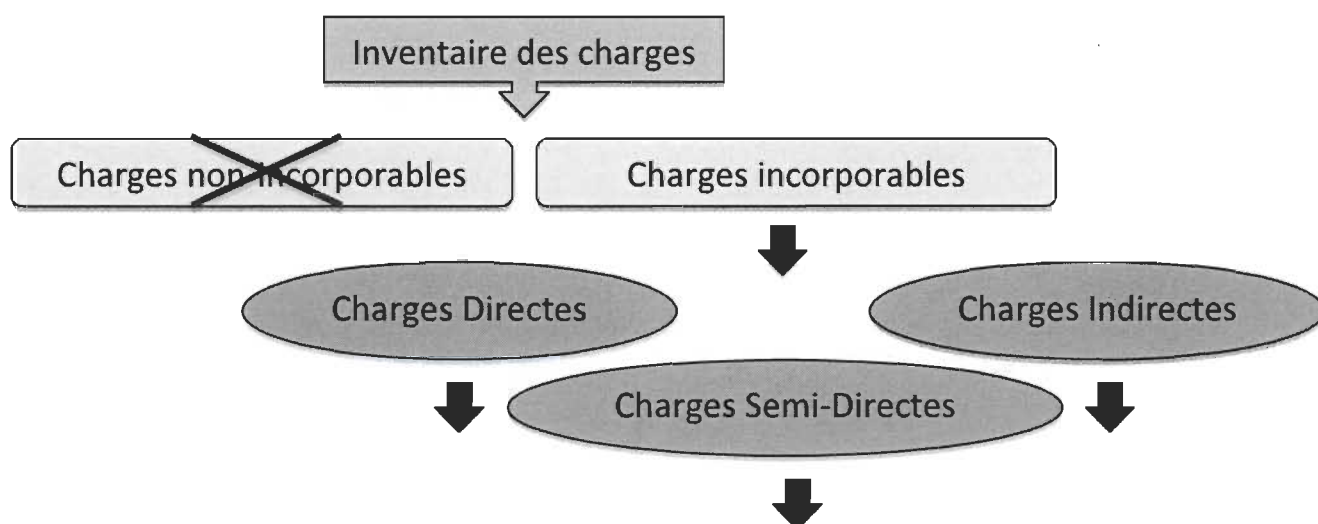 Inventaire des charges
Charges non incorporables
Charges incorporables
Charges Directes
Charges Indirectes
Charges Semi-Directes